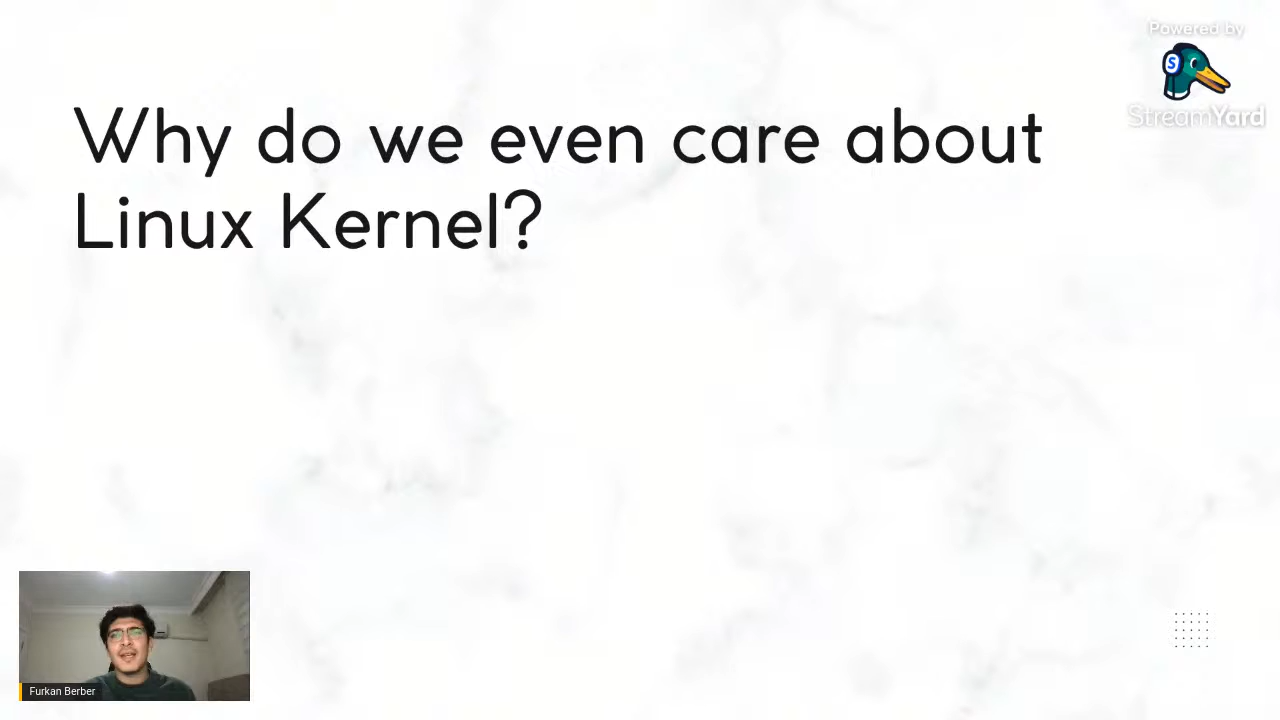 Powered by
S
StreamYard
Why do we even care about
Linux Kernel?
Furkan Berber